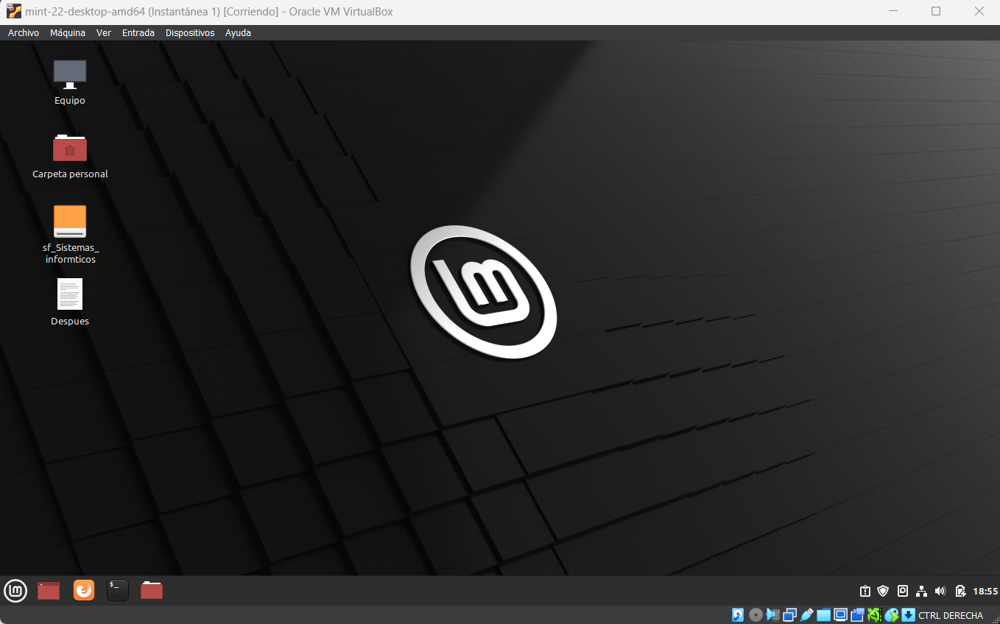 mint-22-desktop-amd64 (Instantánea 1) [Corriendo] - Oracle VM VirtualBox
Archivo Máquina Ver Entrada Dispositivos Ayuda
Equipo
Carpeta personal
sf_Sistemas_
informticos
Despues
18:55
CTRL DERECHA